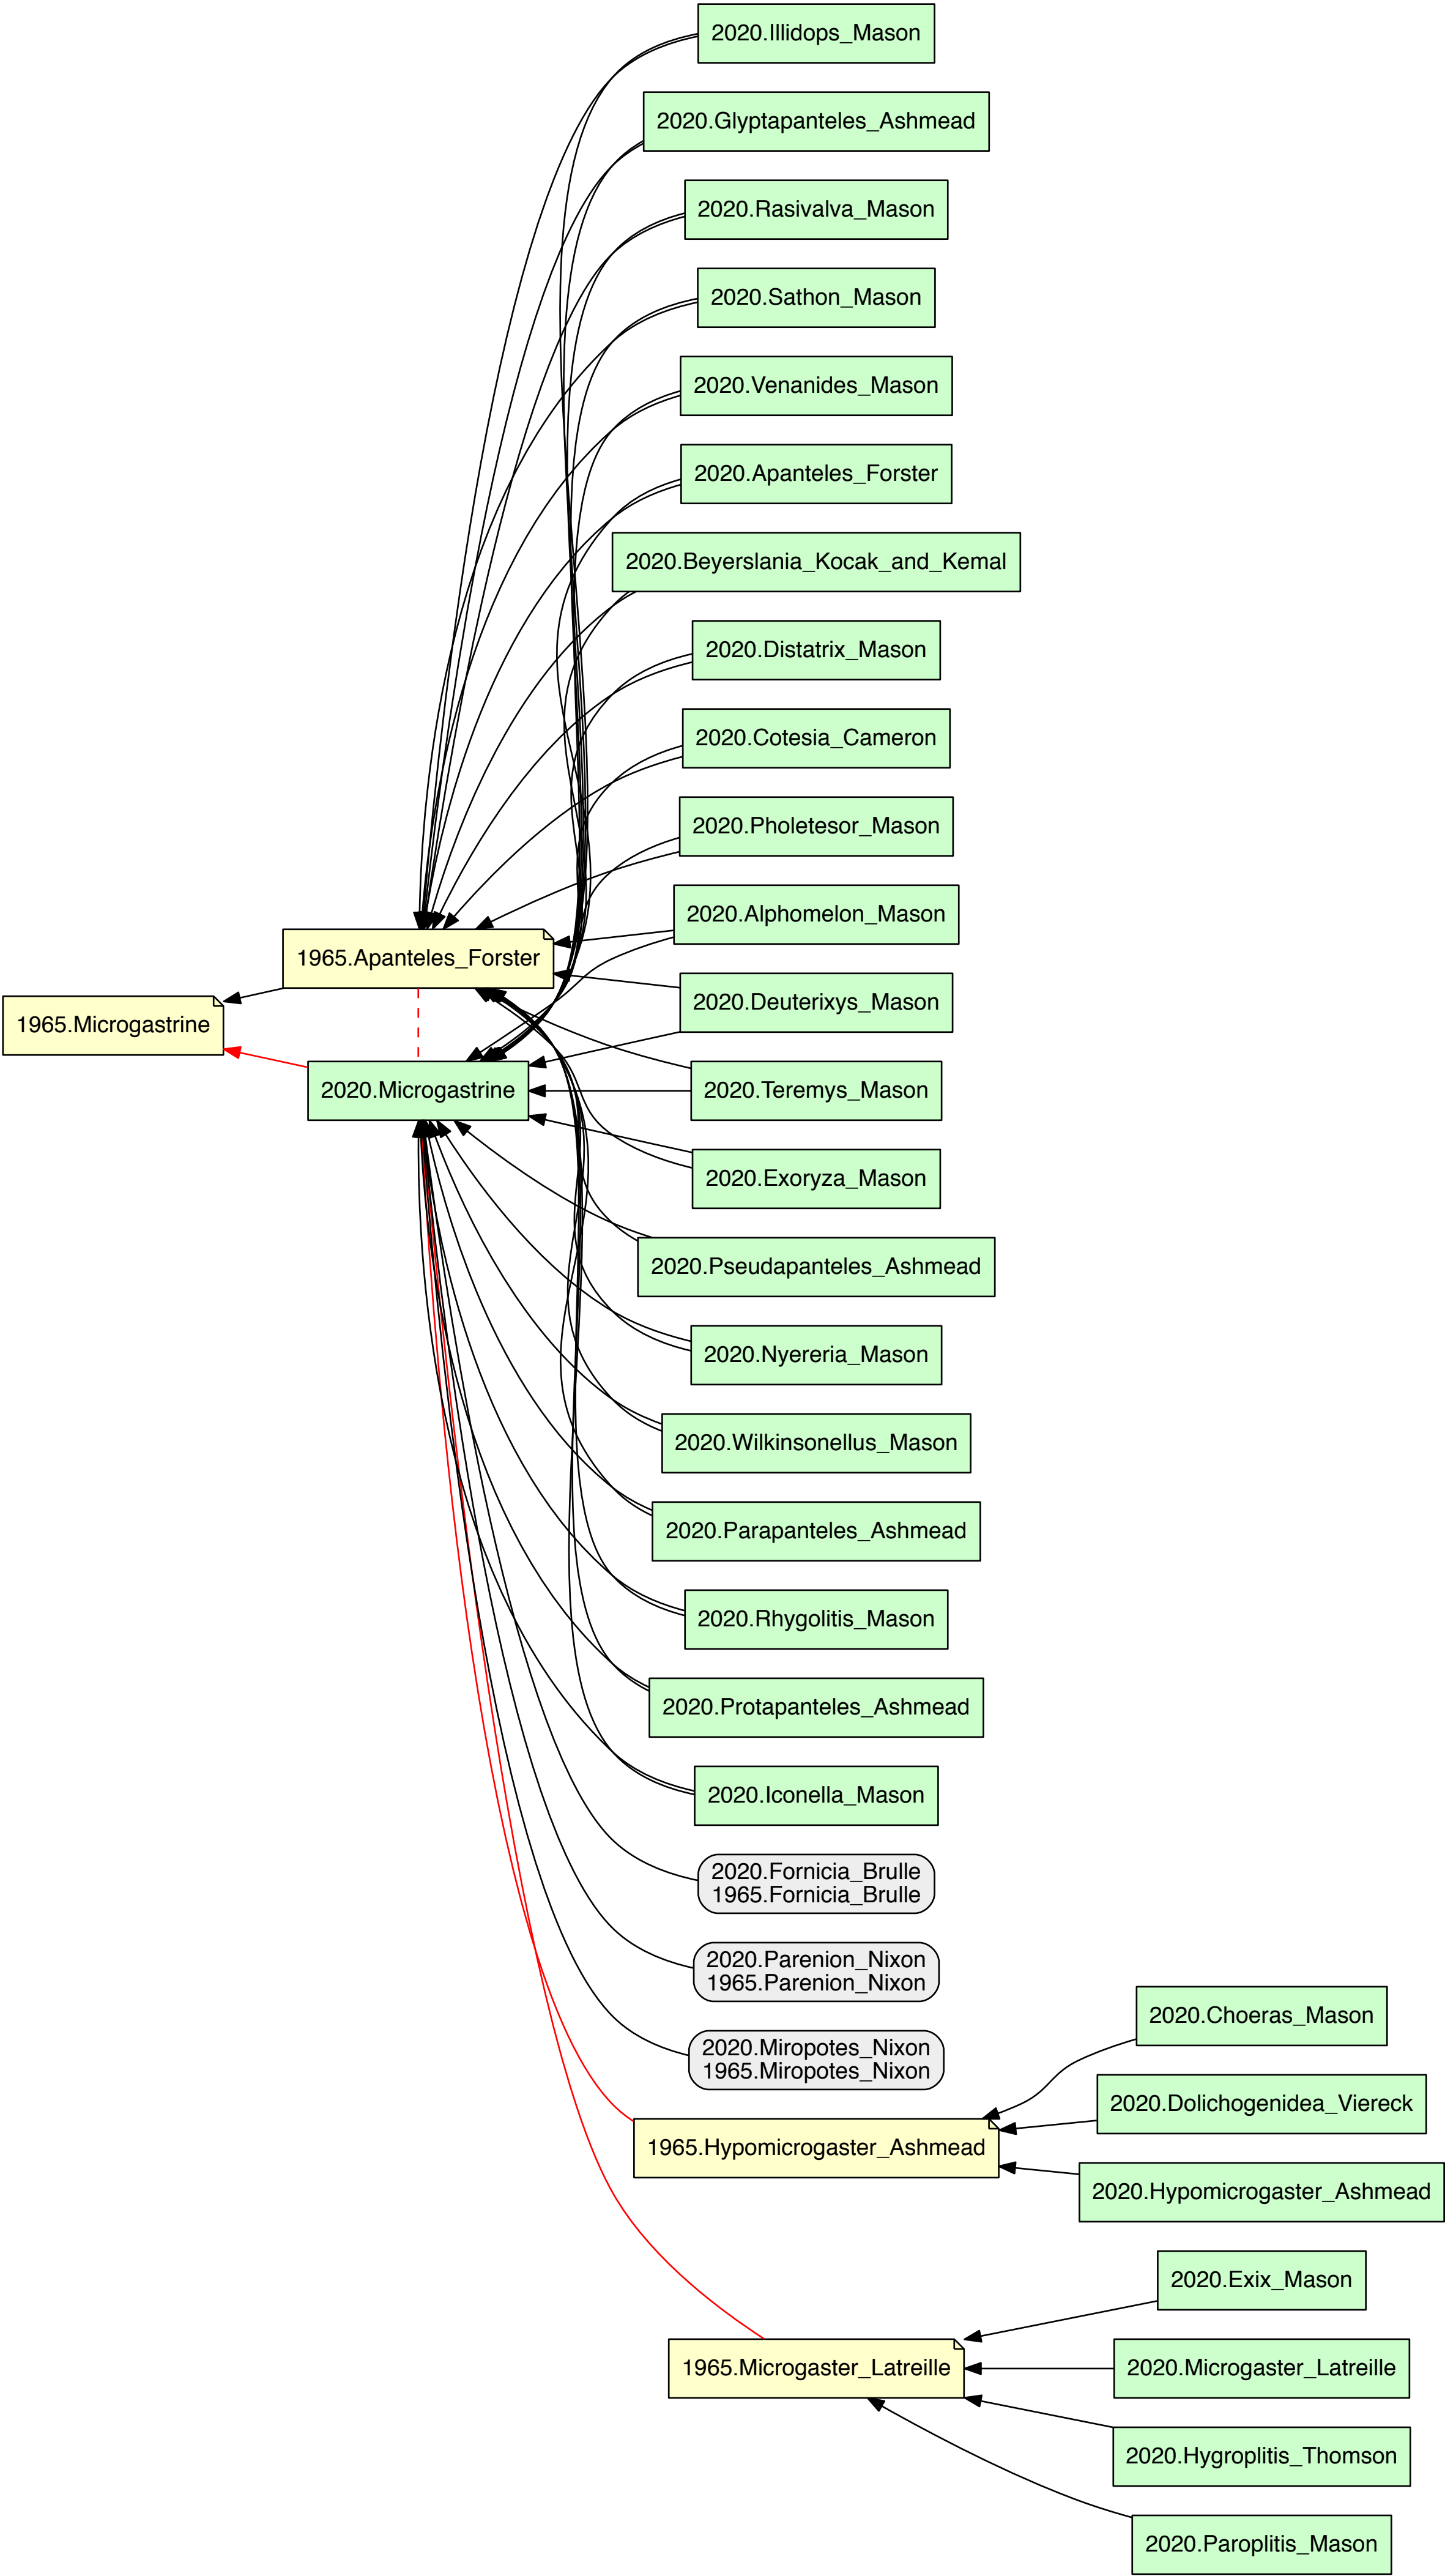 2020.Illidops_Mason
2020.Glyptapanteles_Ashmead
2020.Rasivalva_Mason
2020.Sathon_Mason
2020.Venanides_Mason
2020.Apanteles_Forster
2020.Beyerslania_Kocak_and_Kemal
2020.Distatrix_Mason
2020.Cotesia_Cameron
2020.Pholetesor_Mason
2020.Alphomelon_Mason
1965.Apanteles_Forster
2020.Deuterixys_Mason
1965.Microgastrine
2020.Microgastrine
2020.Teremys_Mason
2020.Exoryza_Mason
2020.Pseudapanteles_Ashmead
2020.Nyereria_Mason
2020.Wilkinsonellus_Mason
2020.Parapanteles_Ashmead
2020.Rhygolitis_Mason
2020.Protapanteles_Ashmead
2020.Iconella_Mason
2020.Fornicia_Brulle
1965.Fornicia_Brulle
2020.Parenion_Nixon
1965.Parenion_Nixon
2020.Choeras_Mason
2020.Miropotes_Nixon
1965.Miropotes_Nixon
2020.Dolichogenidea_Viereck
1965.Hypomicrogaster_Ashmead
2020.Hypomicrogaster_Ashmead
2020.Exix_Mason
1965.Microgaster_Latreille
2020.Microgaster_Latreille
2020.Hygroplitis_Thomson
2020.Paroplitis_Mason